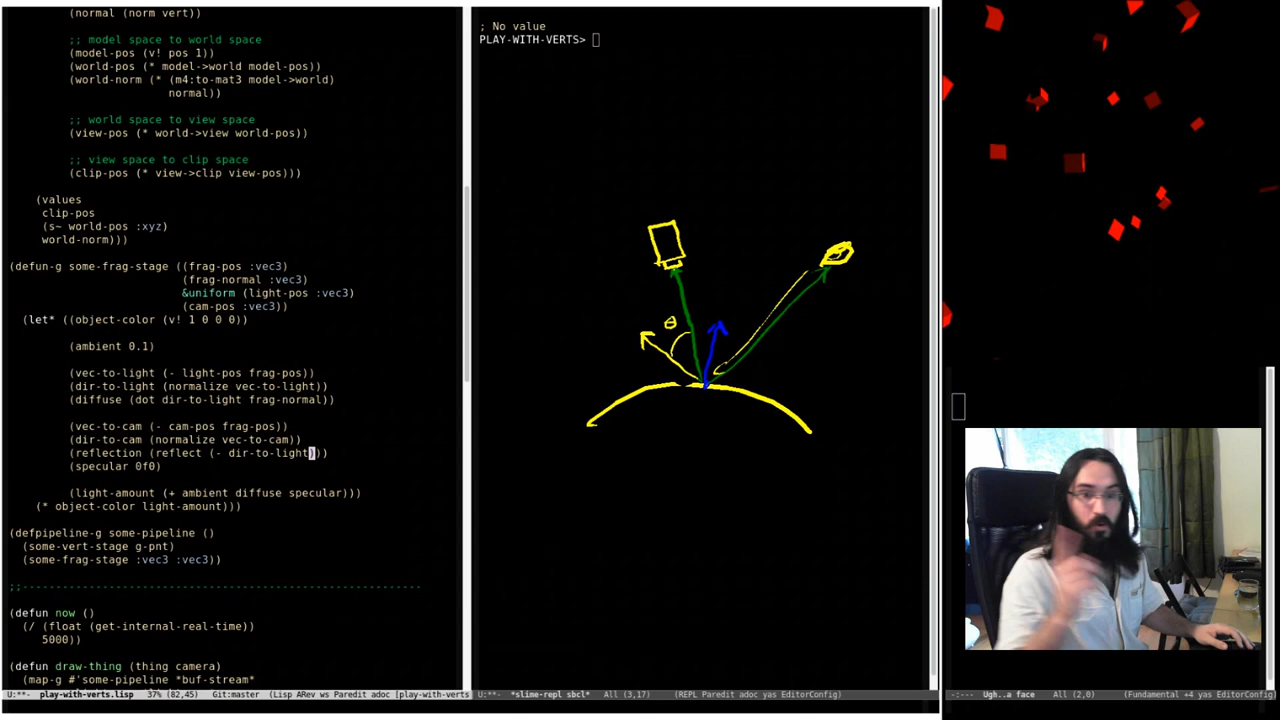 (normal (norm vert))
;; model space to world space
(model-pos (v! pos 1))
(world-pos (* model->world model-pos))
(world-norm (* (m4:to-mat3 model->world)
normal))
;; world space to view space
(view-pos (* world->view world-pos))
;; view space to clip space
(clip-pos (* view->clip view-pos)))
(values
clip-pos
(s~ world-pos :xyz)
world-norm)))
(defun-g some-frag-stage ((frag-pos :vec3)
(frag-normal :vec3)
&uniform (light-pos :vec3)
(cam-pos :vec3))
(let* ((object-color (v! 1 0 0 0))
(ambient 0.1)
(vec-to-light (- light-pos frag-pos))
(dir-to-light (normalize vec-to-light))
(diffuse (dot dir-to-light frag-normal))
(vec-to-cam (- cam-pos frag-pos))
(dir-to-cam (normalize vec-to-cam))
(reflection (reflect (- dir-to-light)))
(specular 0f0)
(light-amount (+ ambient diffuse specular)))
(* object-color light-amount)))
(defpipeline-g some-pipeline ()
(some-vert-stage g-pnt)
(some-frag-stage :vec3 :vec3))
;;----------------------------------------------------------------
(defun now ()
(/ (float (get-internal-real-time))
5000))
(defun draw-thing (thing camera)
(map-g #'some-pipeline *buf-stream*
U:**- play-with-verts.lisp 37% (82,45) Git:master (Lisp ARev ws Paredit adoc [play-with-verts
; No value
PLAY-WITH-VERTS>
θ
U:**- *slime-repl sbcl* All (3,17) (REPL Paredit adoc yas EditorConfig)
-:--- Ugh..a face All (2,0) (Fundamental +4 yas EditorConfig)